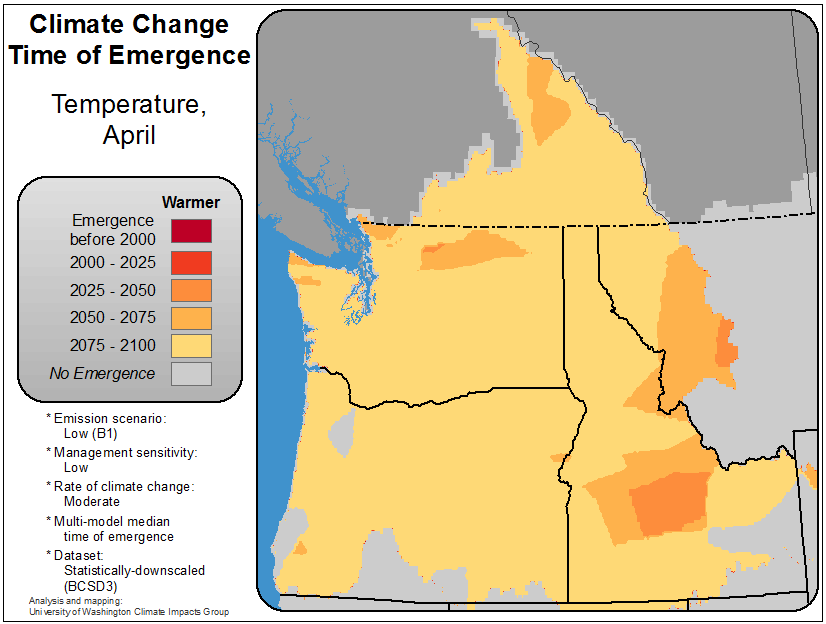 Climate Change
Time of Emergence
Temperature,
April
Warmer
Emergence
before 2000
2000 - 2025
2025 - 2050
2050 - 2075
2075 - 2100
No Emergence
* Emission scenario:
Low (B1)
* Management sensitivity:
Low
* Rate of climate change:
Moderate
* Multi-model median
time of emergence
* Dataset:
Statistically-downscaled
(BCSD3)
Analysis and mapping:
University of Washington Climate Impacts Group